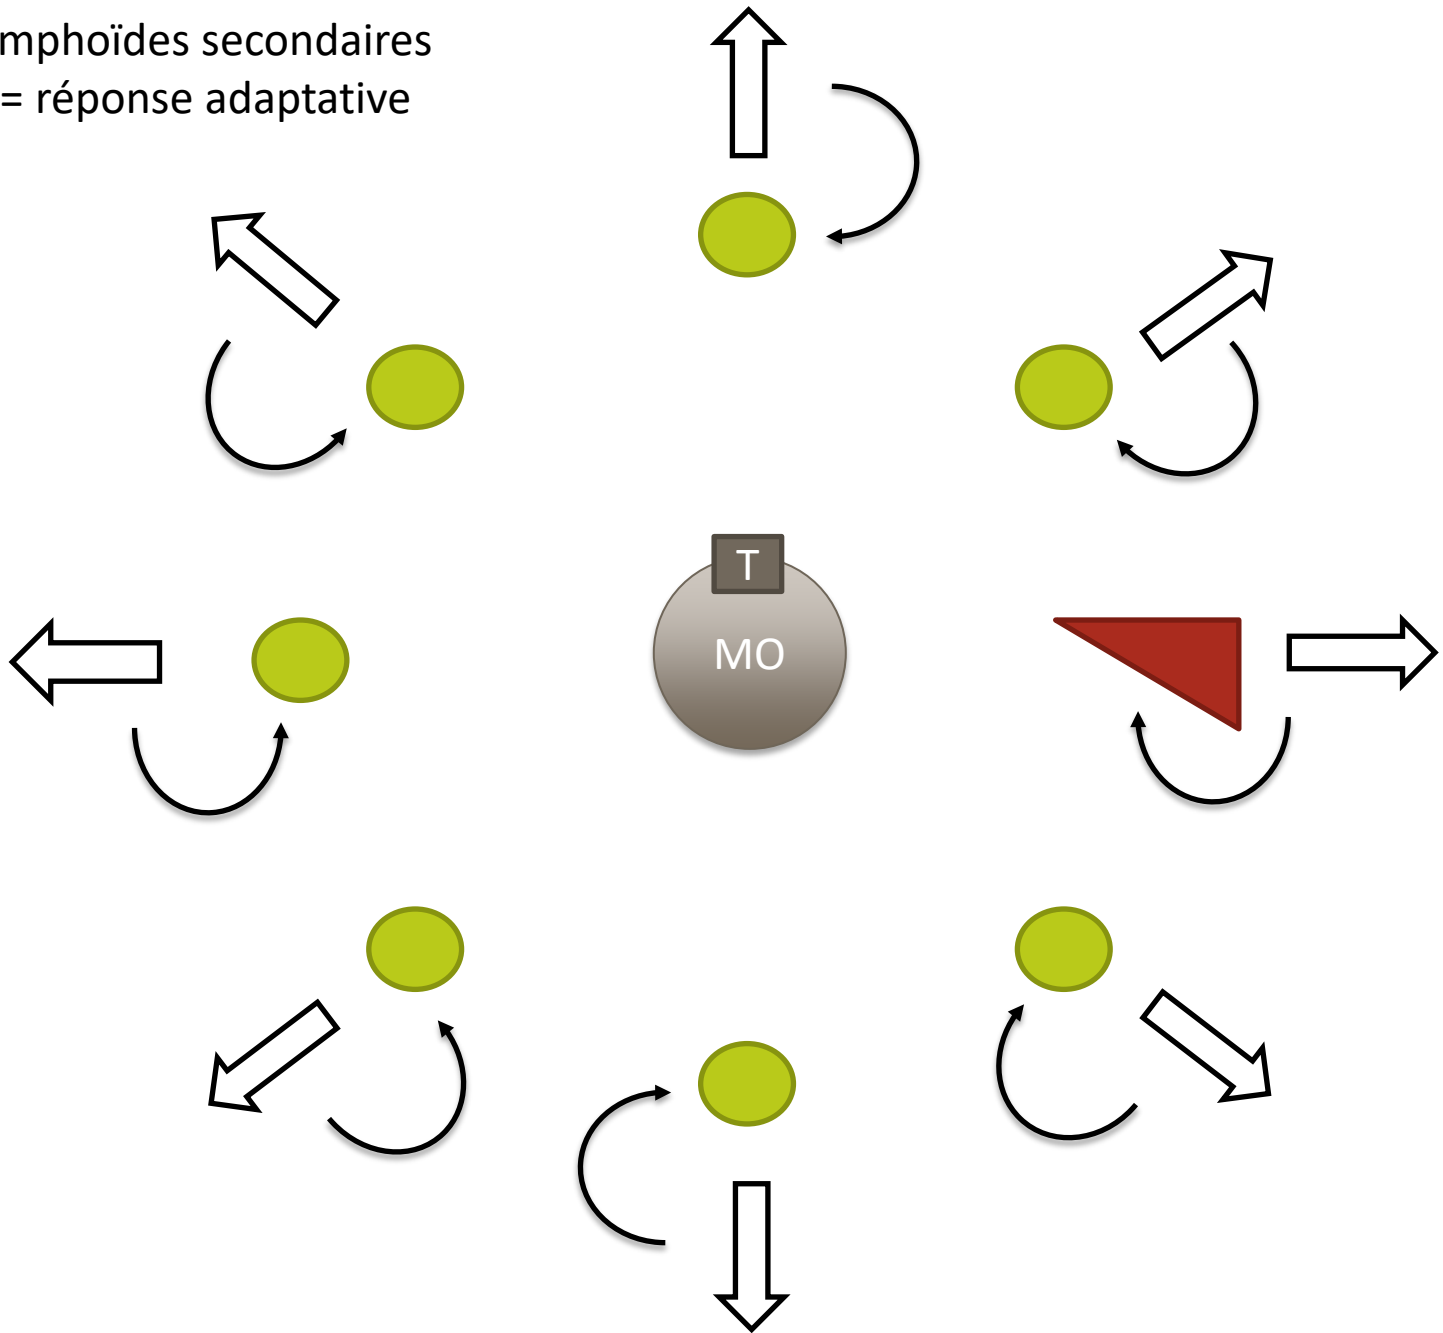 mphoïdes secondaires
= réponse adaptative
T
MO